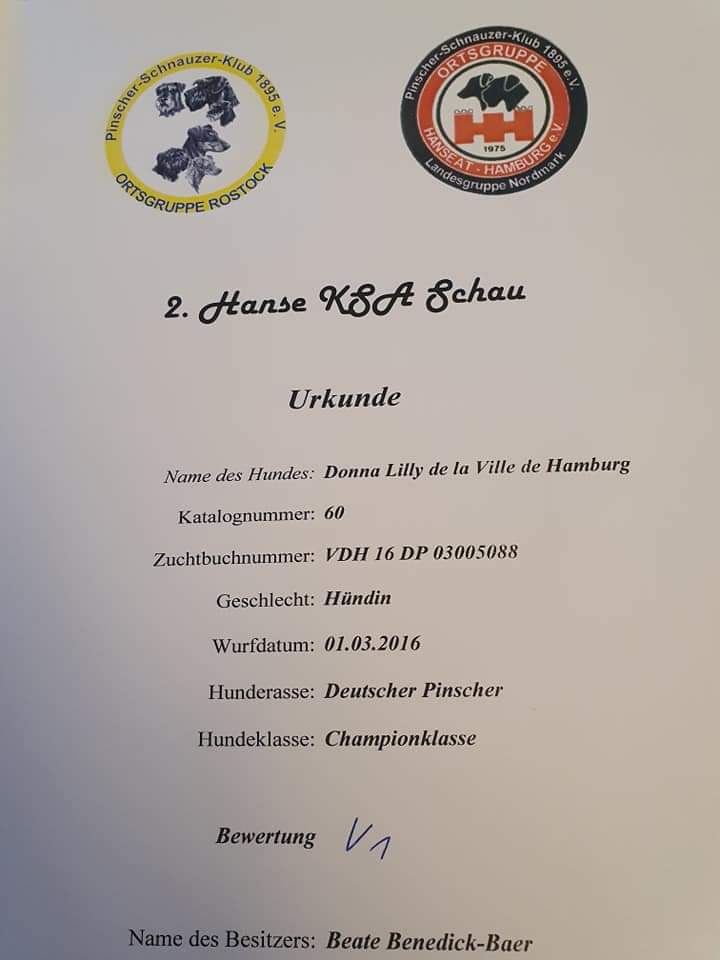 Pinscher-Schnauzer-Klub 1895 e. V.
ORTSGRUPPE ROSTOCK
Pinscher-Schnauzer-Klub 1895 e.V.
ORTSGRUPPE
1975
HANSEAT - HAMBURG e.V.
Landesgruppe Nordmark
2. Hanse KSA Schau
Urkunde
Name des Hundes: Donna Lilly de la Ville de Hamburg
Katalognummer: 60
Zuchtbuchnummer: VDH 16 DP 03005088
Geschlecht: Hündin
Wurfdatum: 01.03.2016
Hunderasse: Deutscher Pinscher
Hundeklasse: Championklasse
Bewertung V1
Name des Besitzers: Beate Benedick-Baer